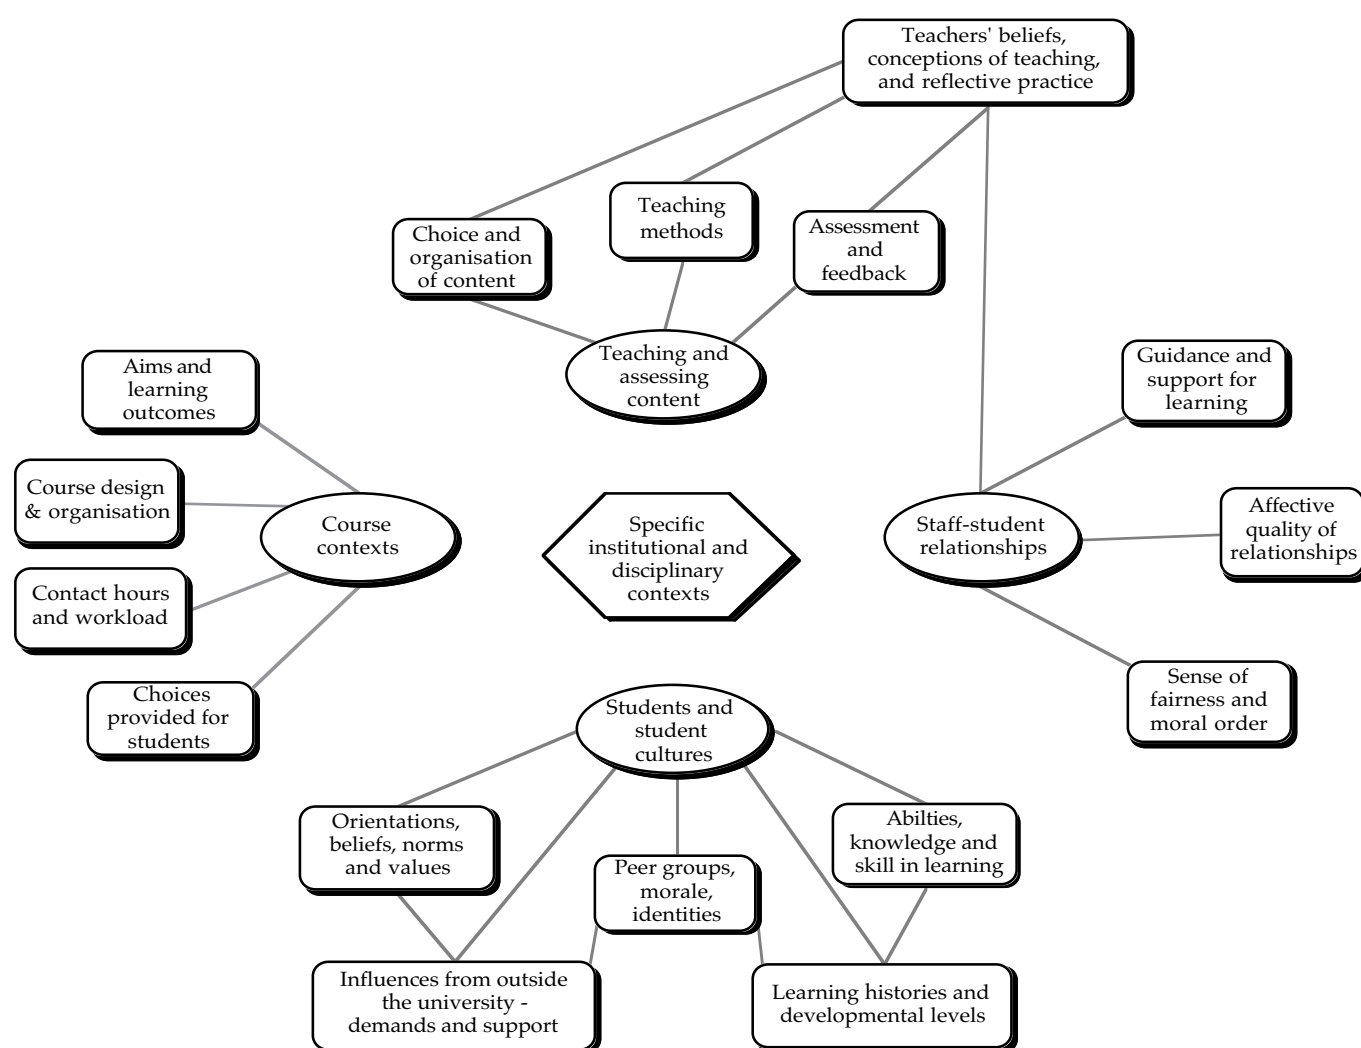 Teachers' beliefs,
conceptions of teaching,
and reflective practice
Teaching
methods
Choice and
organisation
of content
Assessment
and
feedback
Teaching and
assessing
content
Aims and
learning
outcomes
Guidance and
support for
learning
Course design
& organisation
Course
contexts
Specific
institutional and
disciplinary
contexts
Staff-student
relationships
Affective
quality of
relationships
Contact hours
and workload
Choices
provided for
students
Sense of
fairness and
moral order
Students and
student
cultures
Orientations,
beliefs, norms
and values
Peer groups,
morale,
identities
Abilties,
knowledge and
skill in learning
Influences from outside
the university -
demands and support
Learning histories and
developmental levels